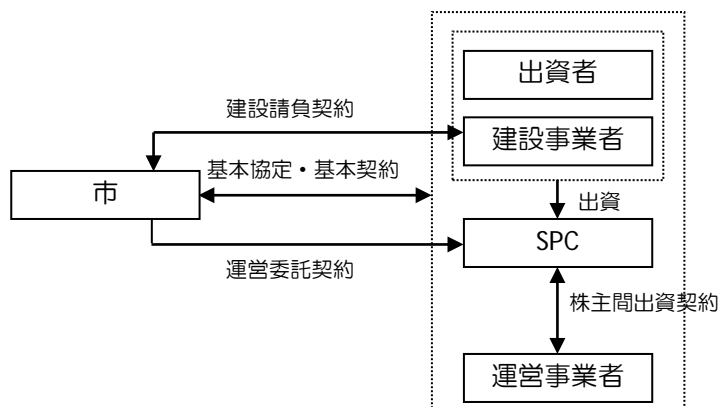 出資者
建設請負契約
建設事業者
基本協定・基本契約
市
出資
SPC
運営委託契約
株主間出資契約
運営事業者